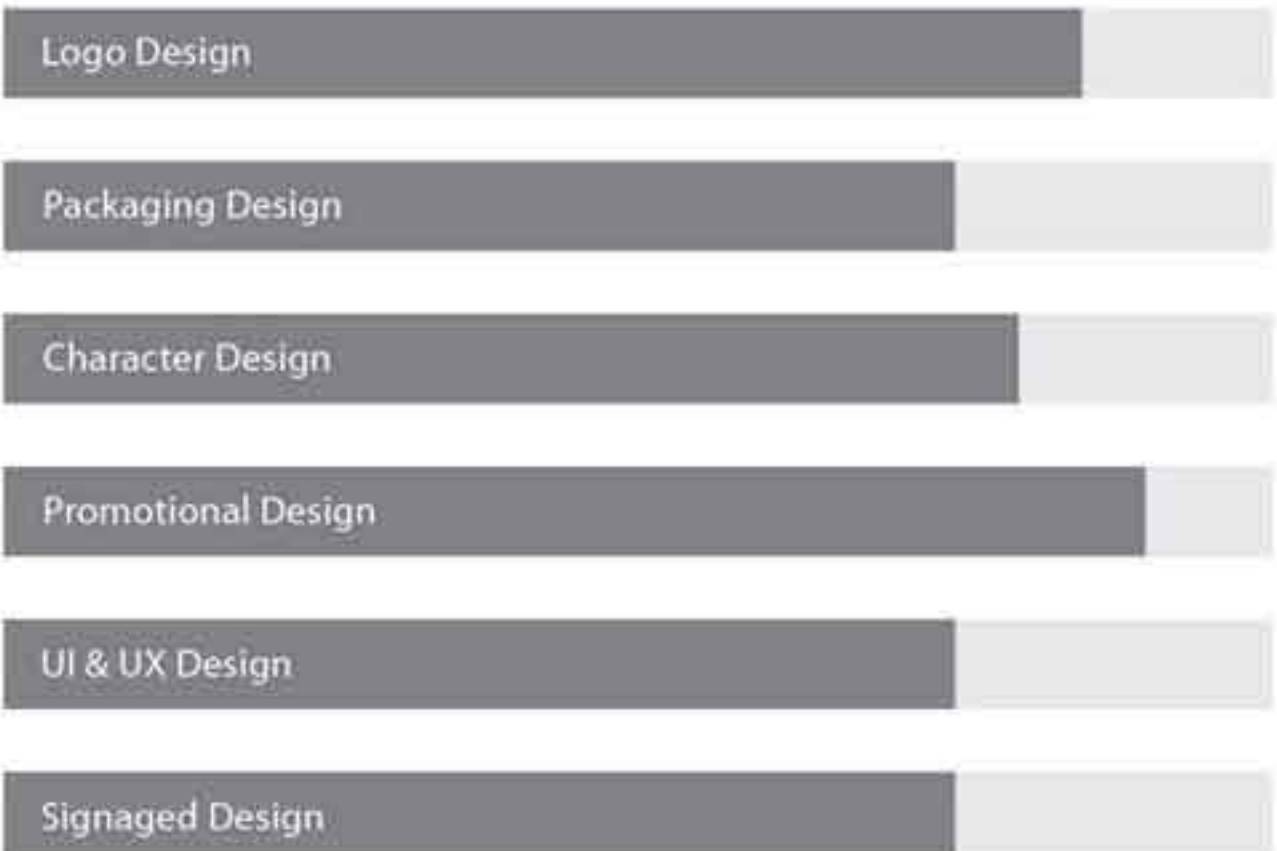 Logo Design
Packaging Design
Character Design
Promotional Design
UI & UX Design
Signaged Design